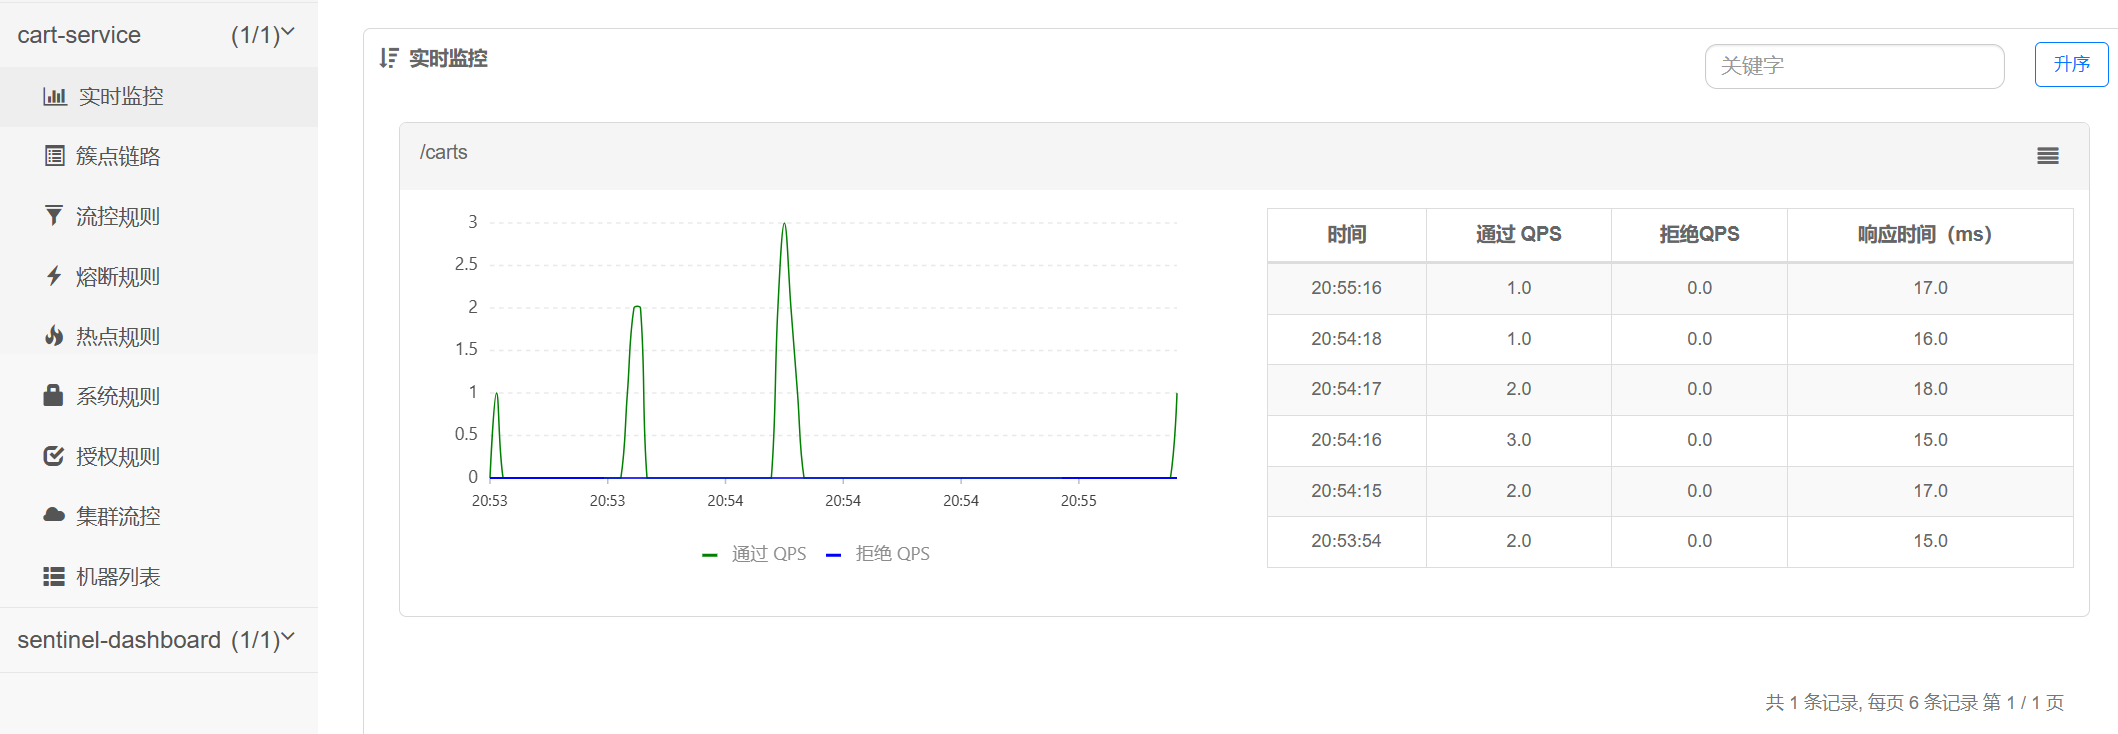 cart-service (1/1)
实时监控
簇点链路
流控规则
熔断规则
热点规则
系统规则
授权规则
集群流控
机器列表
sentinel-dashboard (1/1)
实时监控
关键字
升序
/carts
3
2.5
2
1.5
1
0.5
0
20:53 20:53 20:54 20:54 20:54 20:55
通过 QPS 拒绝 QPS
时间 通过 QPS 拒绝QPS 响应时间（ms）
20:55:16 1.0 0.0 17.0
20:54:18 1.0 0.0 16.0
20:54:17 2.0 0.0 18.0
20:54:16 3.0 0.0 15.0
20:54:15 2.0 0.0 17.0
20:53:54 2.0 0.0 15.0
共 1 条记录, 每页 6 条记录 第 1 / 1 页